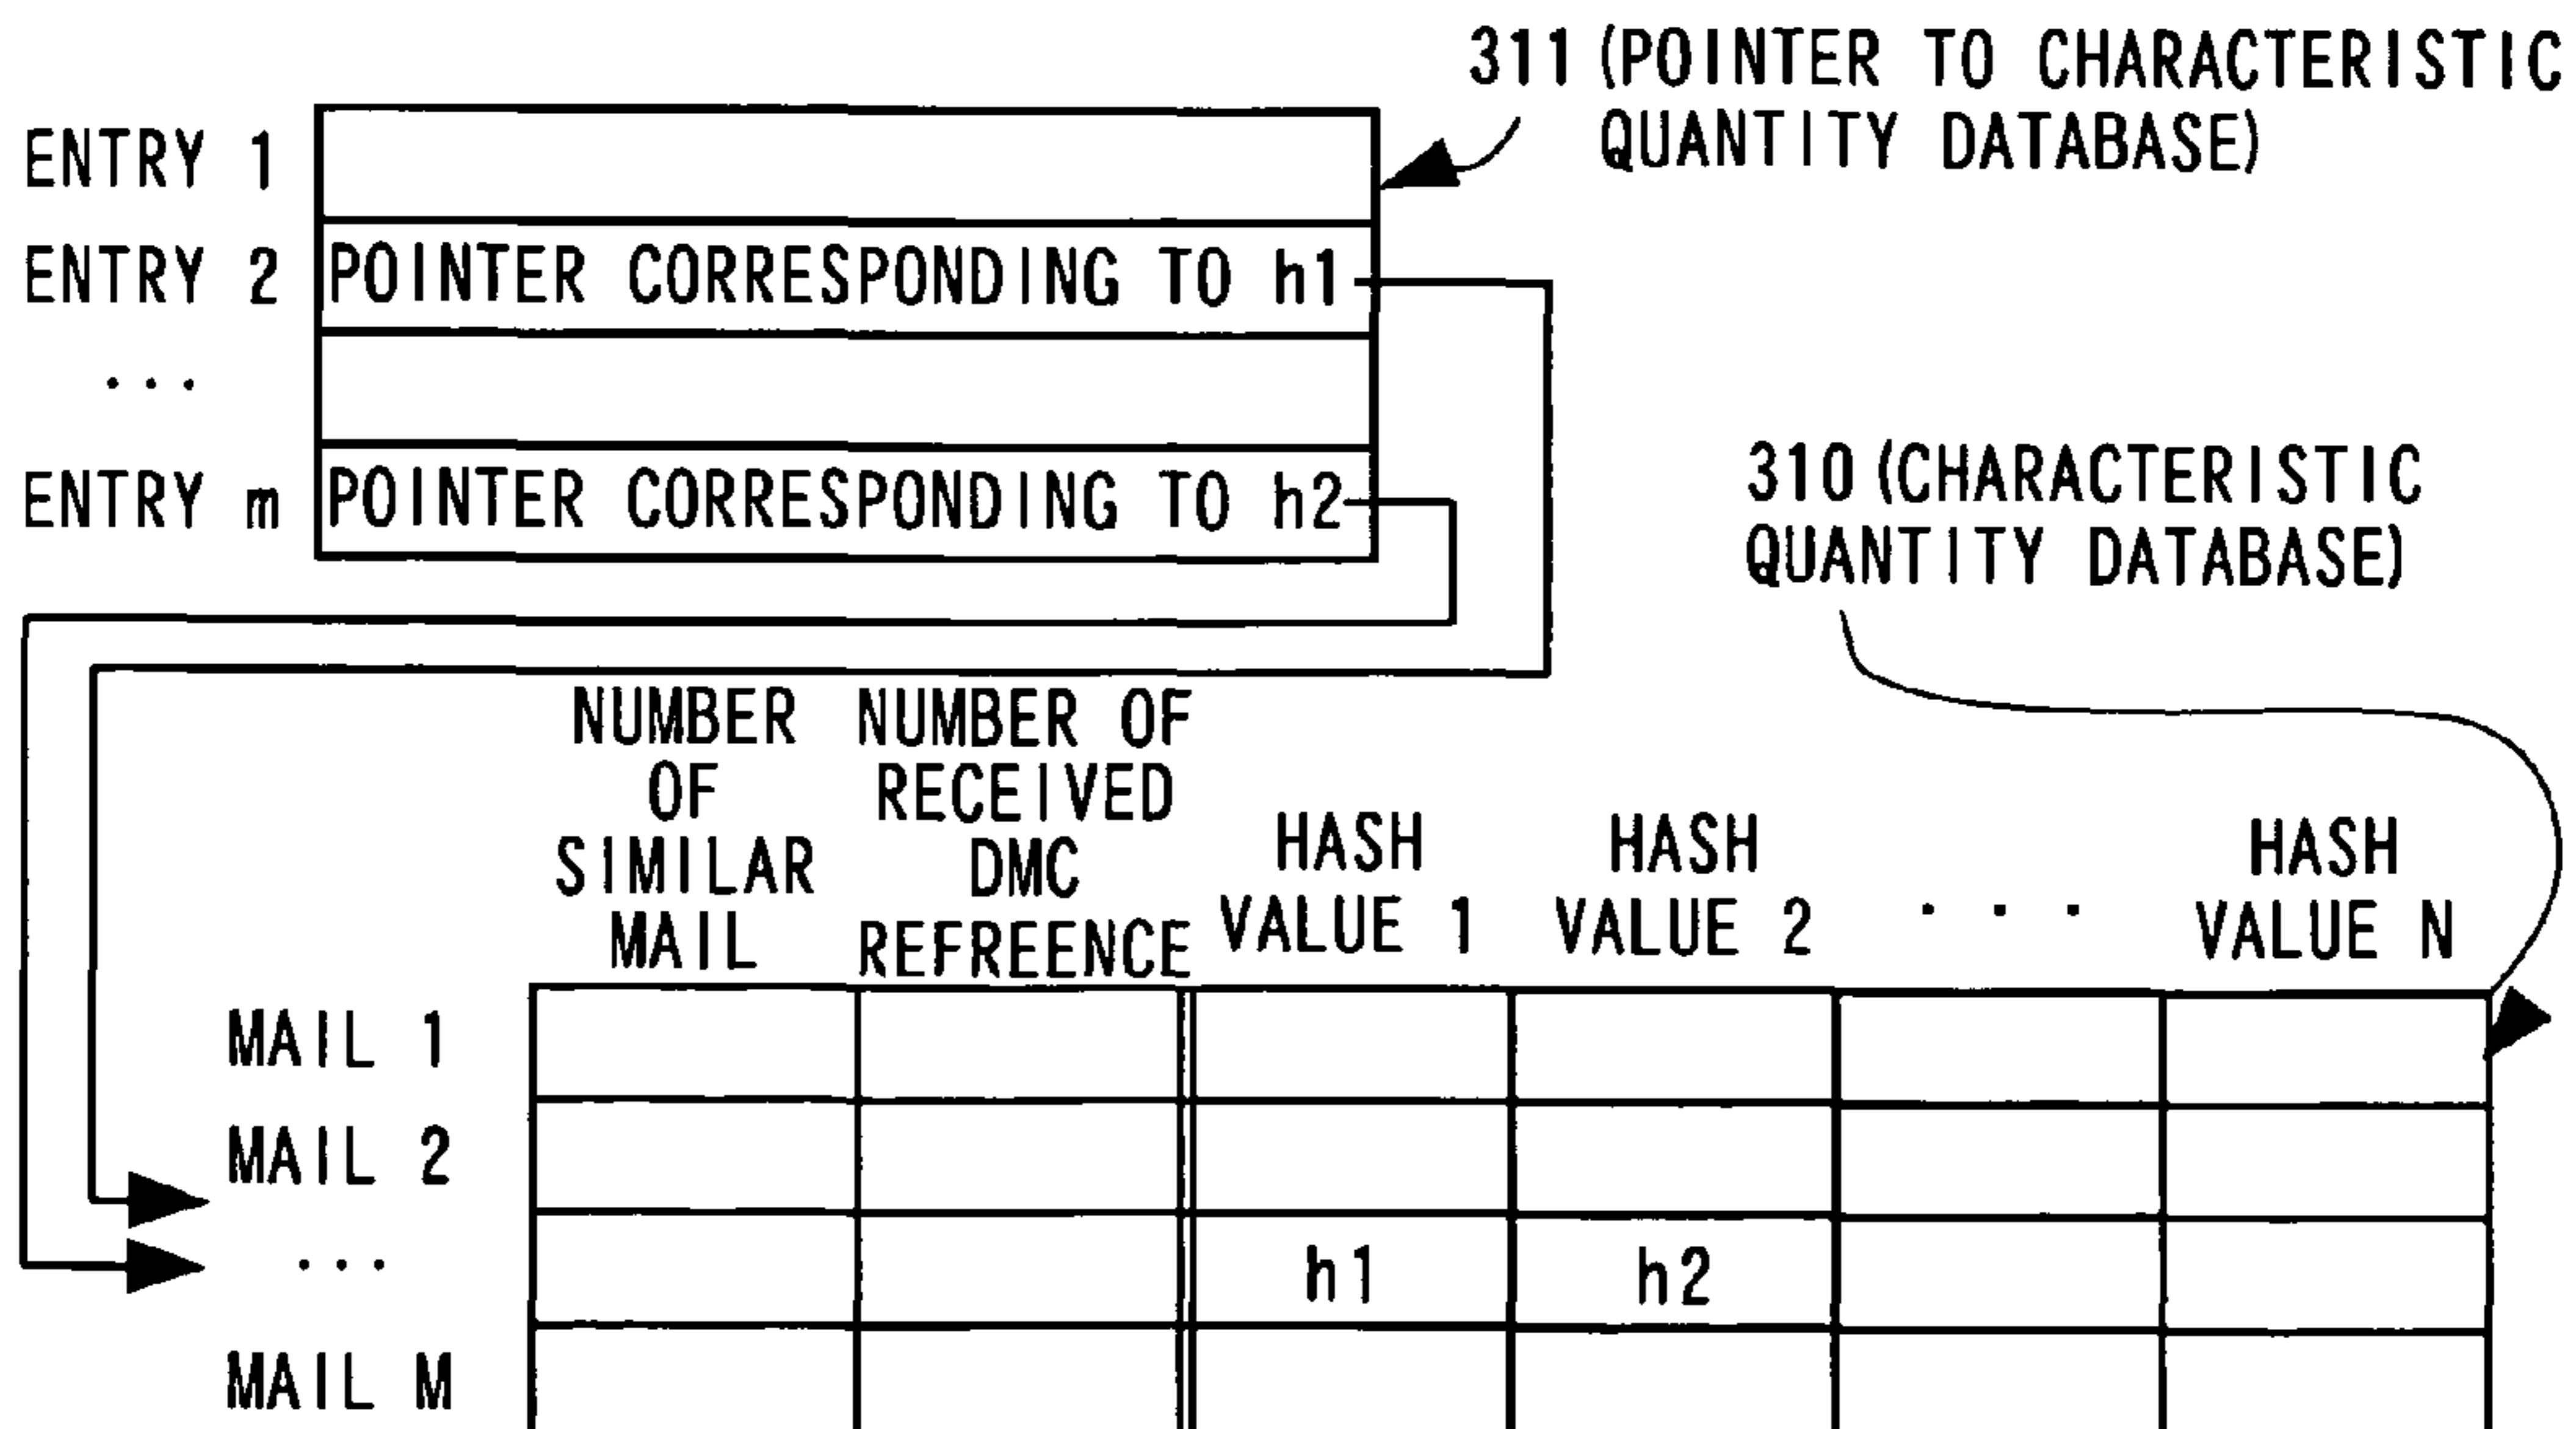 311 (POINTER TO CHARACTERISTIC
QUANTITY DATABASE)
ENTRY 1
ENTRY 2 POINTER CORRESPONDING TO h1
...
ENTRY m POINTER CORRESPONDING TO h2
310 (CHARACTERISTIC
QUANTITY DATABASE)
NUMBER
OF
SIMILAR
MAIL
NUMBER OF
RECEIVED
DMC
REFREENCE
HASH
VALUE 1
HASH
VALUE 2
...
HASH
VALUE N
MAIL 1
MAIL 2
... h1 h2
MAIL M